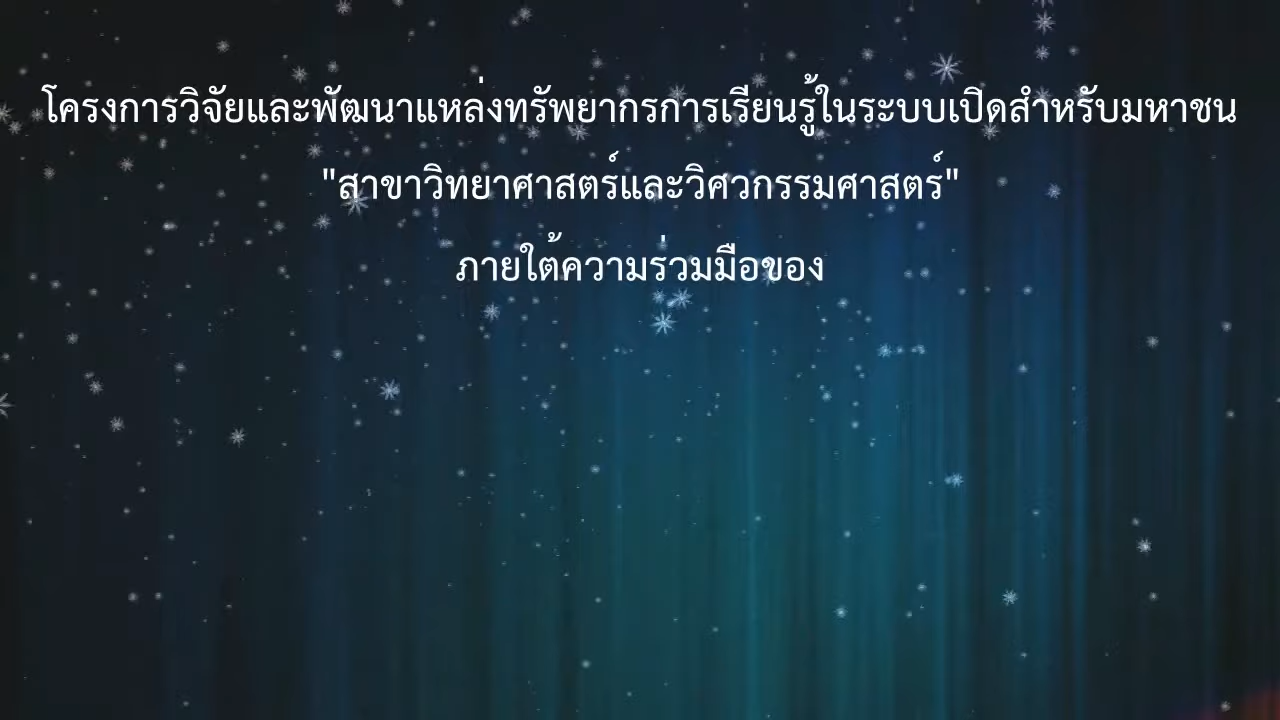 โครงการวิจัยและพัฒนาแหล่งทรัพยากรการเรียนรู้ในระบบเปิดสำหรับมหาชน
"สาขาวิทยาศาสตร์และวิศวกรรมศาสตร์"
ภายใต้ความร่วมมือของ